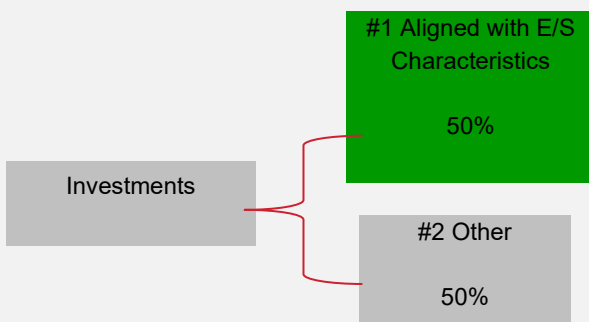 #1 Aligned with E/S
Characteristics
50%
Investments
#2 Other
50%